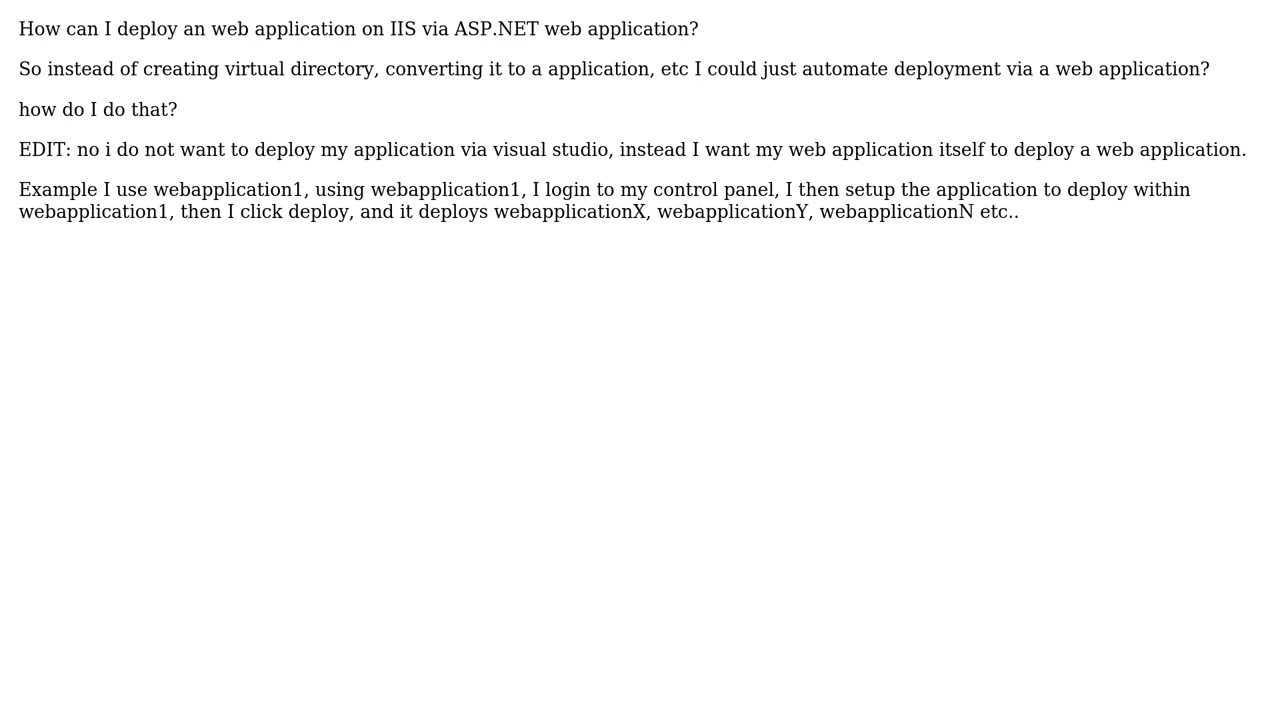 How can I deploy an web application on IIS via ASP.NET web application?
So instead of creating virtual directory, converting it to a application, etc I could just automate deployment via a web application?
how do I do that?
EDIT: no i do not want to deploy my application via visual studio, instead I want my web application itself to deploy a web application.
Example I use webapplication1, using webapplication1, I login to my control panel, I then setup the application to deploy within
webapplication1, then I click deploy, and it deploys webapplicationX, webapplicationY, webapplicationN etc..